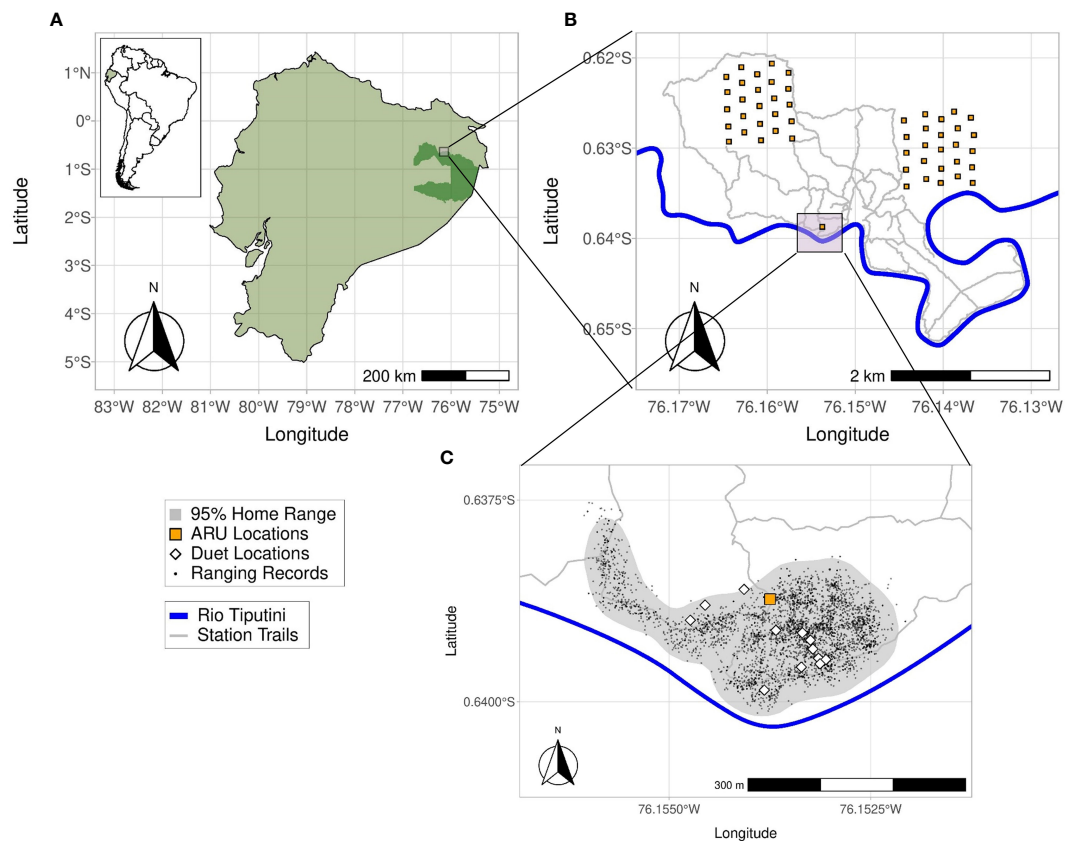 A
Latitude
1°N
0°
1°S
2°S
3°S
4°S
5°S
N
200 km
83°W 82°W 81°W 80°W 79°W 78°W 77°W 76°W 75°W
Longitude
B
Latitude
0.62°S
0.63°S
0.64°S
0.65°S
N
2 km
76.17°W 76.16°W 76.15°W 76.14°W 76.13°W
Longitude
C
95% Home Range
ARU Locations
Duet Locations
Ranging Records
Rio Tiputini
Station Trails
Latitude
0.6375°S
0.6400°S
N
300 m
76.1550°W 76.1525°W
Longitude